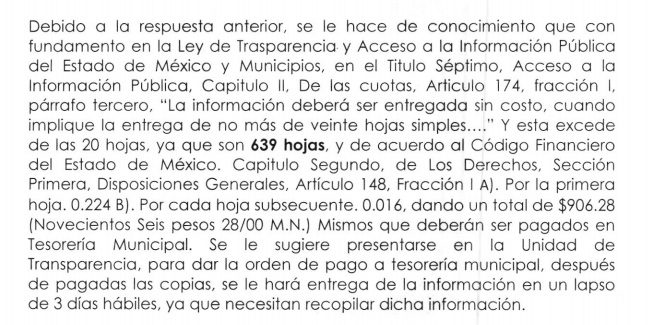 Debido a la respuesta anterior, se le hace de conocimiento que con
fundamento en la Ley de Trasparencia y Acceso a la Información Pública
del Estado de México y Municipios, en el Titulo Séptimo, Acceso a la
Información Pública, Capitulo II, De las cuotas, Articulo 174, fracción I,
párrafo tercero, “La información deberá ser entregada sin costo, cuando
implique la entrega de no más de veinte hojas simples....” Y esta excede
de las 20 hojas, ya que son 639 hojas, y de acuerdo al Código Financiero
del Estado de México. Capitulo Segundo, de Los Derechos, Sección
Primera, Disposiciones Generales, Artículo 148, Fracción I A). Por la primera
hoja. 0.224 B). Por cada hoja subsecuente. 0.016, dando un total de $906.28
(Novecientos Seis pesos 28/00 M.N.) Mismos que deberán ser pagados en
Tesorería Municipal. Se le sugiere presentarse en la Unidad de
Transparencia, para dar la orden de pago a tesorería municipal, después
de pagadas las copias, se le hará entrega de la información en un lapso
de 3 días hábiles, ya que necesitan recopilar dicha información.